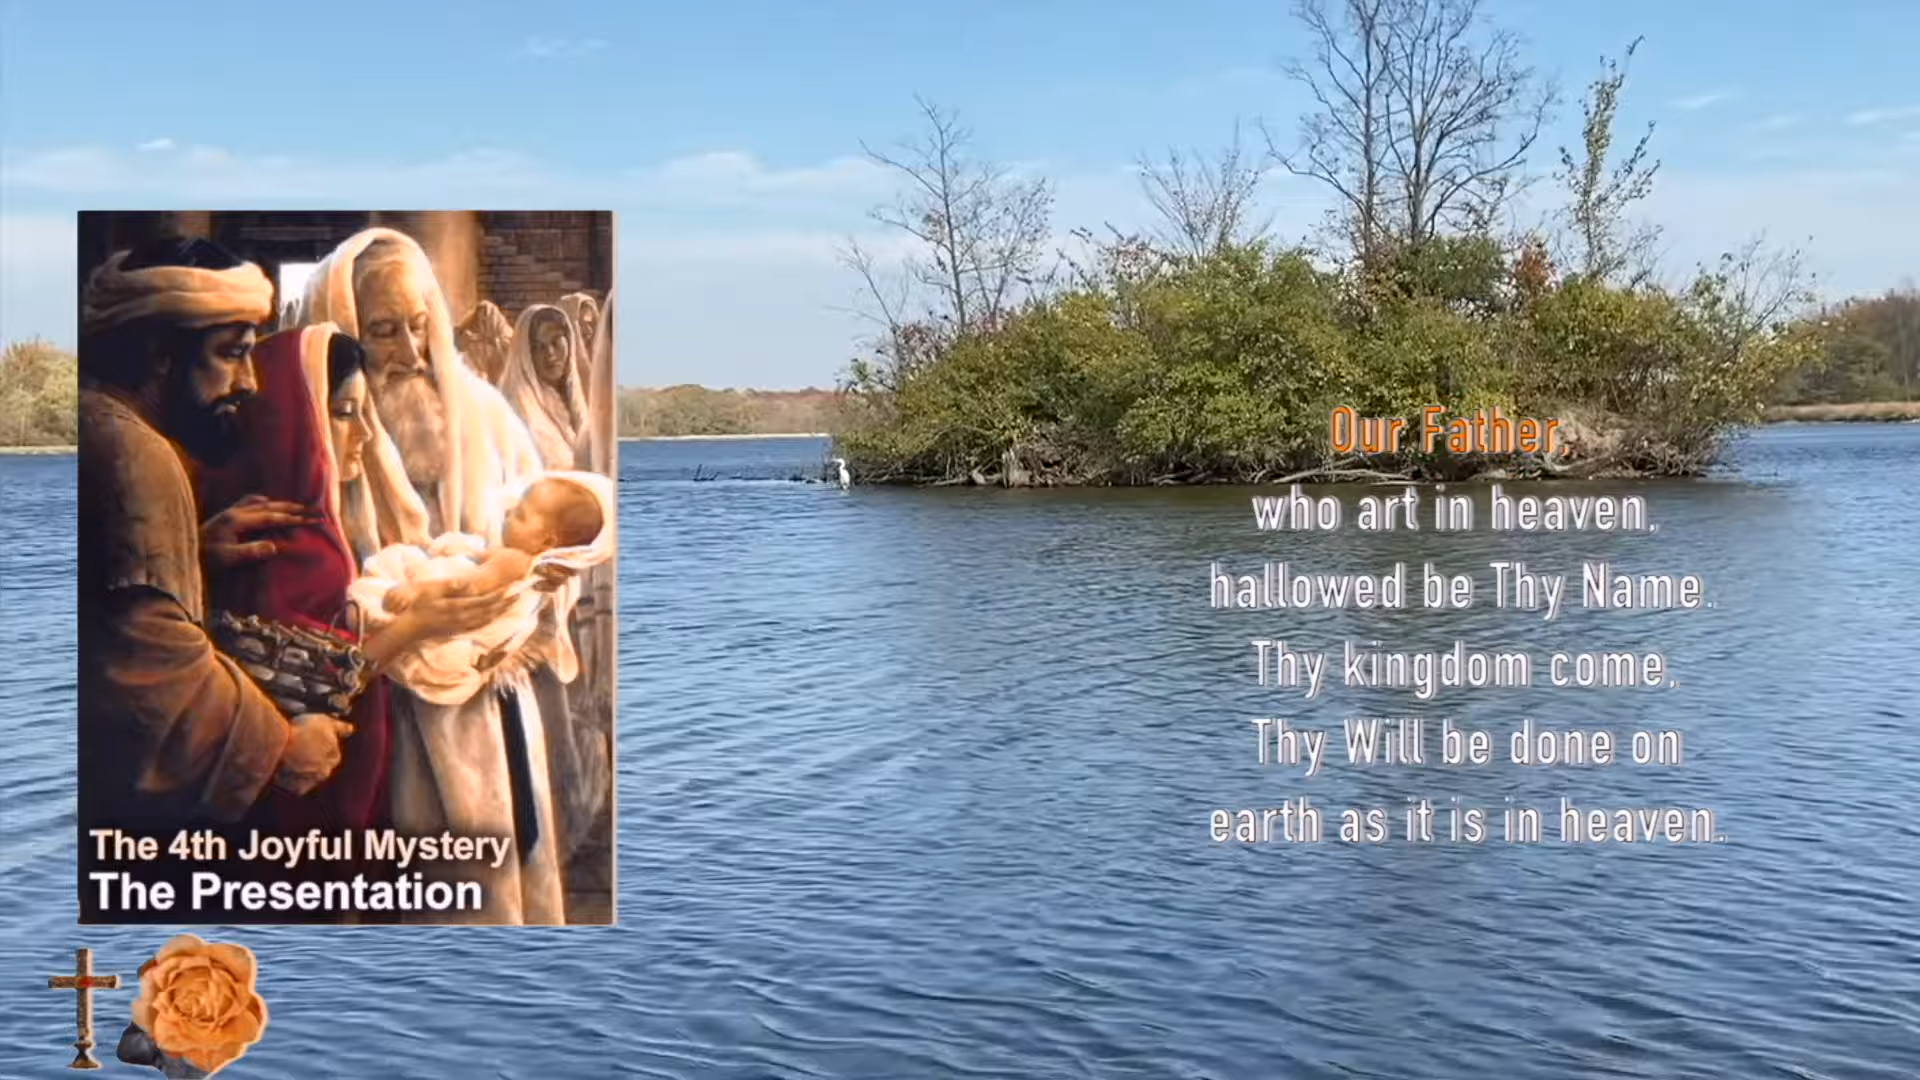 The 4th Joyful Mystery
The Presentation
Our Father,
who art in heaven,
hallowed be Thy Name.
Thy kingdom come,
Thy Will be done on
earth as it is in heaven.